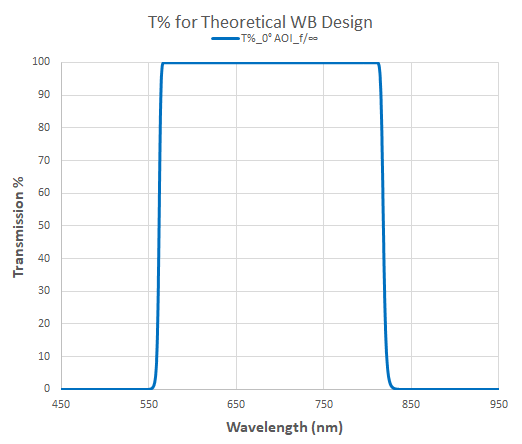 T% for Theoretical WB Design
T%_0° AOI_f/∞
100
90
80
70
60
50
40
30
20
10
0
Transmission %
450 550 650 750 850 950
Wavelength (nm)